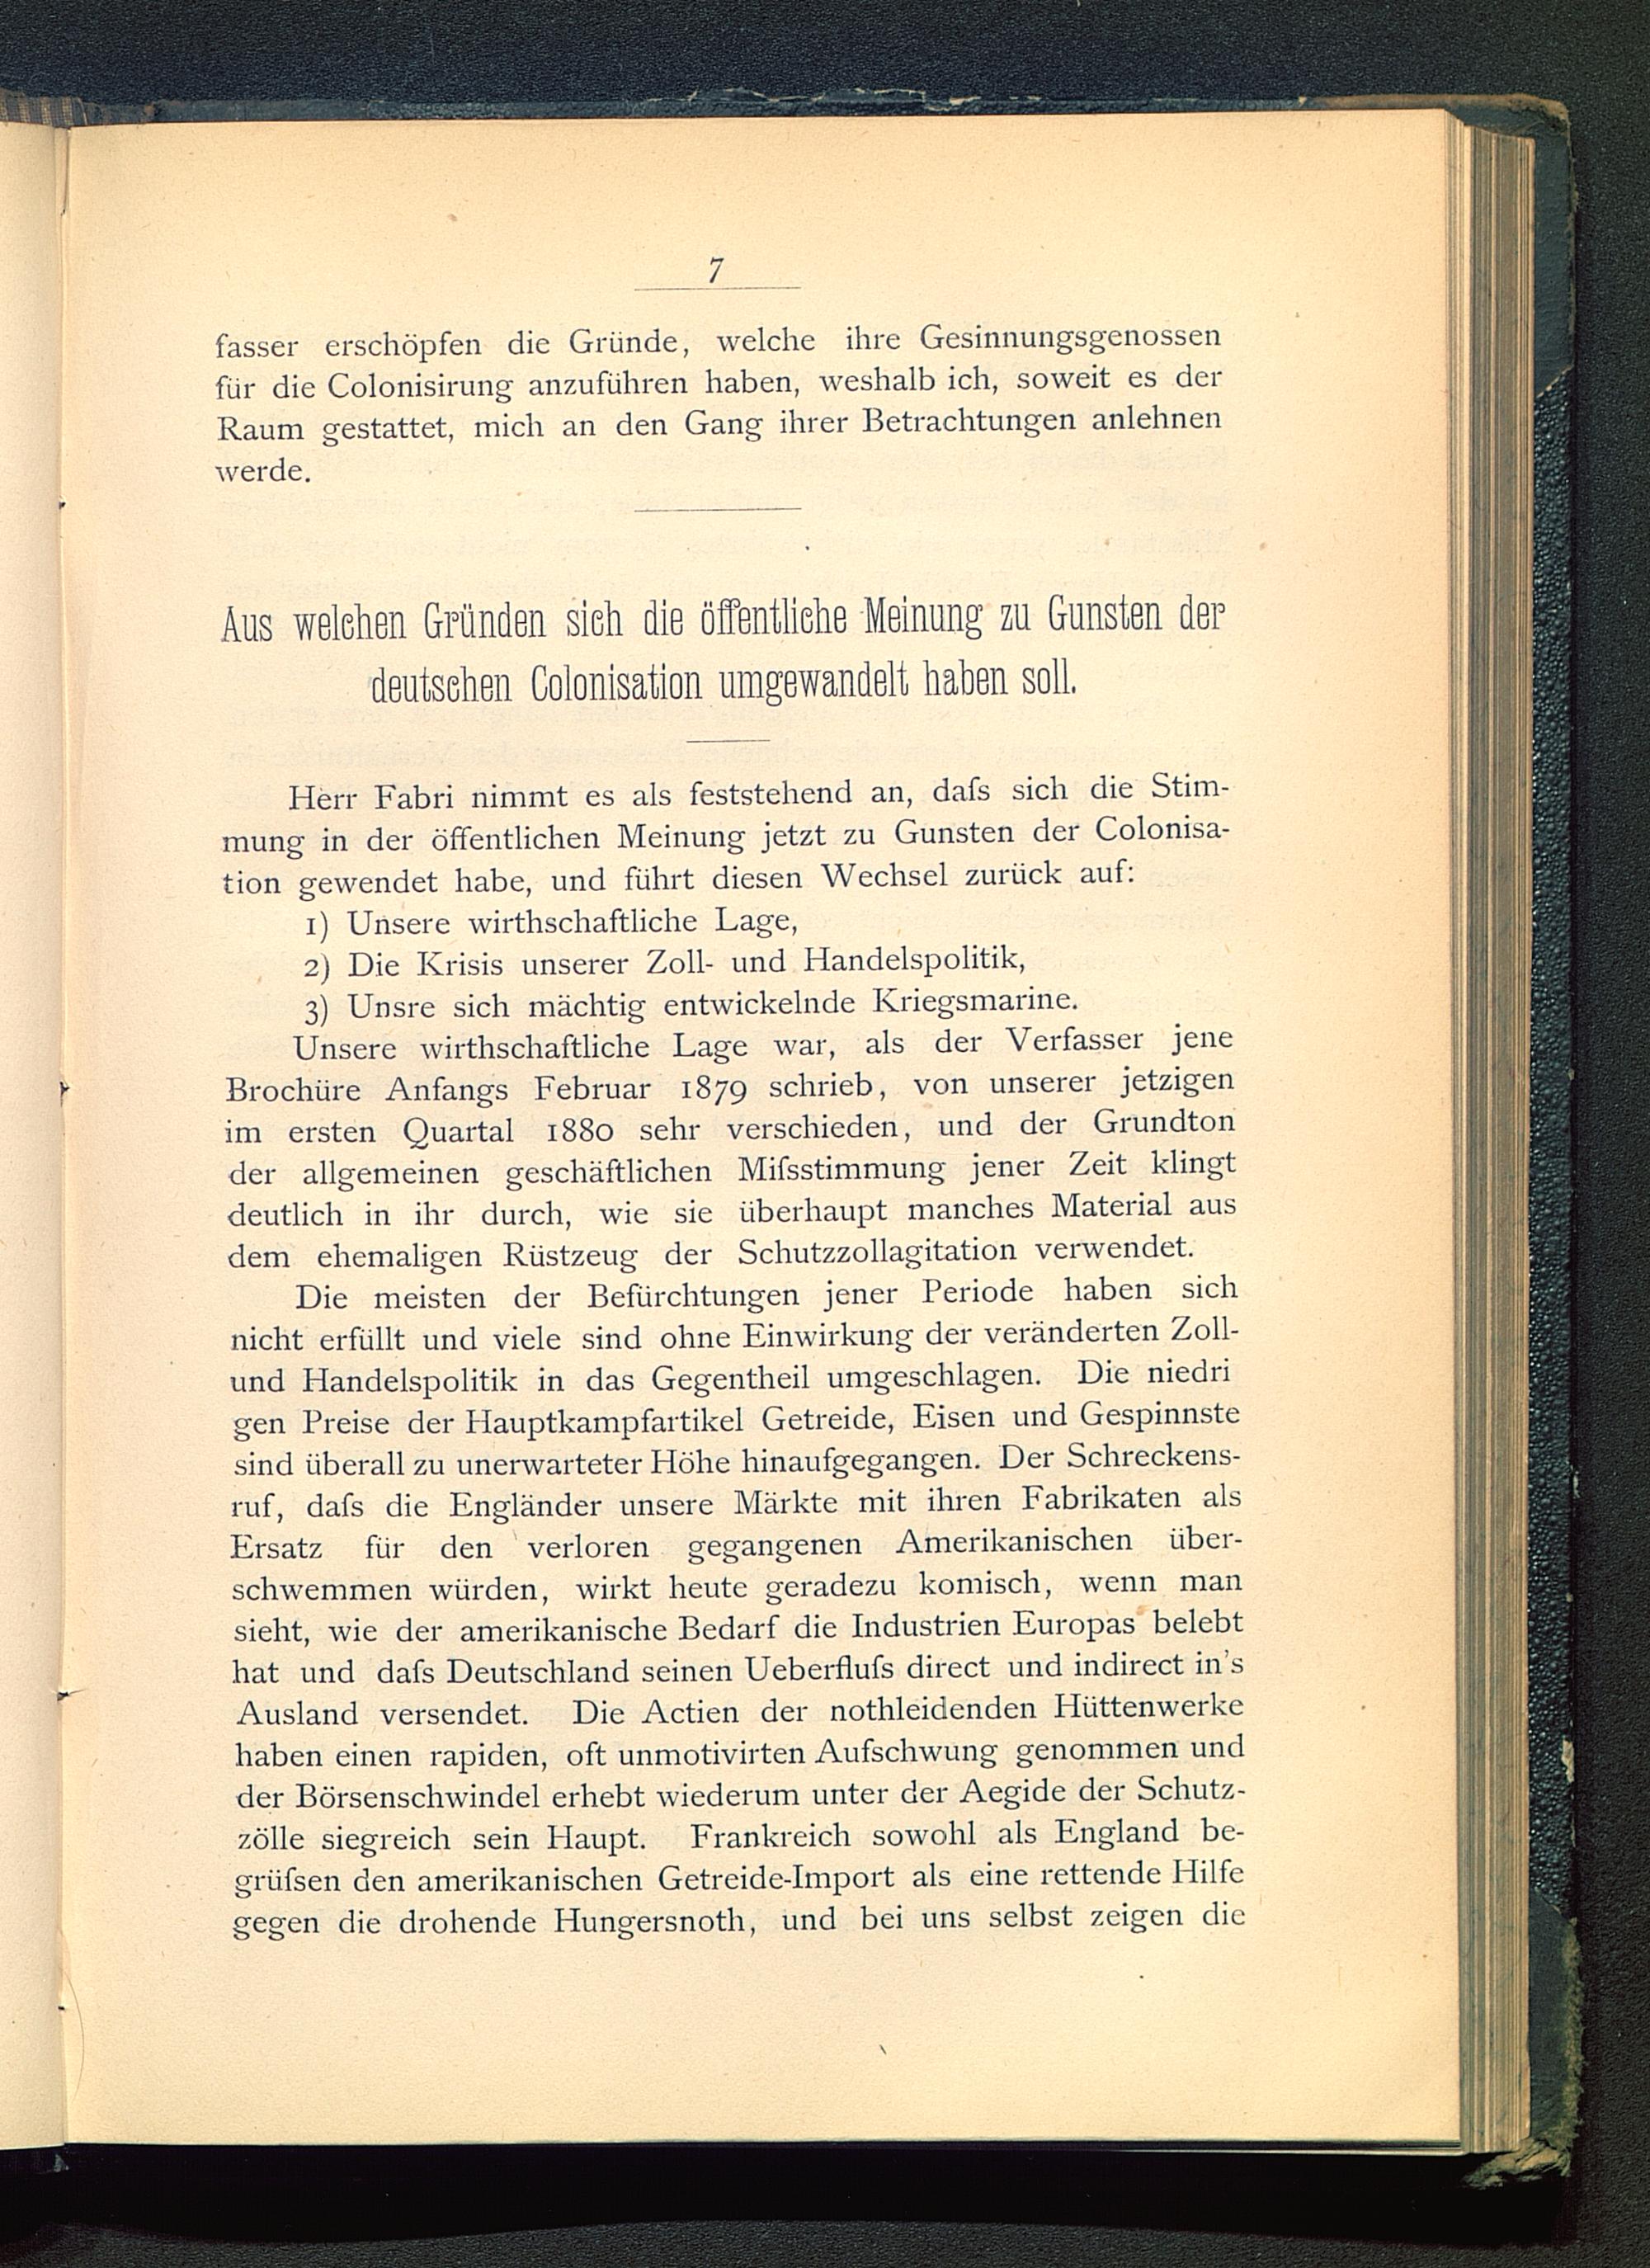 7
fasser erschöpfen die Gründe, welche ihre Gesinnungsgenossen
für die Colonisirung anzuführen haben, weshalb ich, soweit es der
Raum gestattet, mich an den Gang ihrer Betrachtungen anlehnen
werde.
Aus welchen Gründen sich die öffentliche Meinung zu Gunsten der
deutschen Colonisation umgewandelt haben soll.
Herr Fabri nimmt es als feststehend an, daſs sich die Stim-
mung in der öffentlichen Meinung jetzt zu Gunsten der Colonisa-
tion gewendet habe, und führt diesen Wechsel zurück auf:
1) Unsere wirthschaftliche Lage,
2) Die Krisis unserer Zoll- und Handelspolitik,
3) Unsre sich mächtig entwickelnde Kriegsmarine.
Unsere wirthschaftliche Lage war, als der Verfasser jene
Brochüre Anfangs Februar 1879 schrieb, von unserer jetzigen
im ersten Quartal 1880 sehr verschieden, und der Grundton
der allgemeinen geschäftlichen Miſsstimmung jener Zeit klingt
deutlich in ihr durch, wie sie überhaupt manches Material aus
dem ehemaligen Rüstzeug der Schutzzollagitation verwendet.
Die meisten der Befürchtungen jener Periode haben sich
nicht erfüllt und viele sind ohne Einwirkung der veränderten Zoll-
und Handelspolitik in das Gegentheil umgeschlagen. Die niedri
gen Preise der Hauptkampfartikel Getreide, Eisen und Gespinnste
sind überall zu unerwarteter Höhe hinaufgegangen. Der Schreckens-
ruf, daſs die Engländer unsere Märkte mit ihren Fabrikaten als
Ersatz für den verloren gegangenen Amerikanischen über-
schwemmen würden, wirkt heute geradezu komisch, wenn man
sieht, wie der amerikanische Bedarf die Industrien Europas belebt
hat und daſs Deutschland seinen Ueberfluſs direct und indirect in's
Ausland versendet. Die Actien der nothleidenden Hüttenwerke
haben einen rapiden, oft unmotivirten Aufschwung genommen und
der Börsenschwindel erhebt wiederum unter der Aegide der Schutz-
zölle siegreich sein Haupt. Frankreich sowohl als England be-
grüſsen den amerikanischen Getreide-Import als eine rettende Hilfe
gegen die drohende Hungersnoth, und bei uns selbst zeigen die